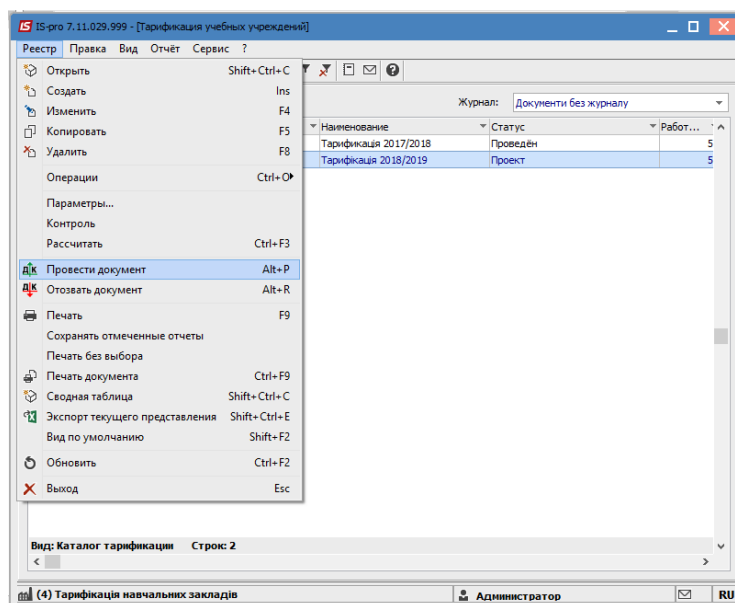 IS-pro 7.11.029.999 - [Тарификация учебных учреждений]
Реестр Правка Вид Отчёт Сервис ?
Открыть Shift+Ctrl+C
Создать Ins
Изменить F4
Копировать F5
Удалить F8
Операции Ctrl+O
Параметры...
Контроль
Рассчитать Ctrl+F3
Провести документ Alt+P
Отозвать документ Alt+R
Печать F9
Сохранять отмеченные отчеты
Печать без выбора
Печать документа Ctrl+F9
Сводная таблица Shift+Ctrl+C
Экспорт текущего представления Shift+Ctrl+E
Вид по умолчанию Shift+F2
Обновить Ctrl+F2
Выход Esc
Журнал: Документи без журналу
Наименование Статус Работ...
Тарификация 2017/2018 Проведён 5
Тарифікація 2018/2019 Проект 5
Вид: Каталог тарификации Строк: 2
(4) Тарифікація навчальних закладів Администратор RU